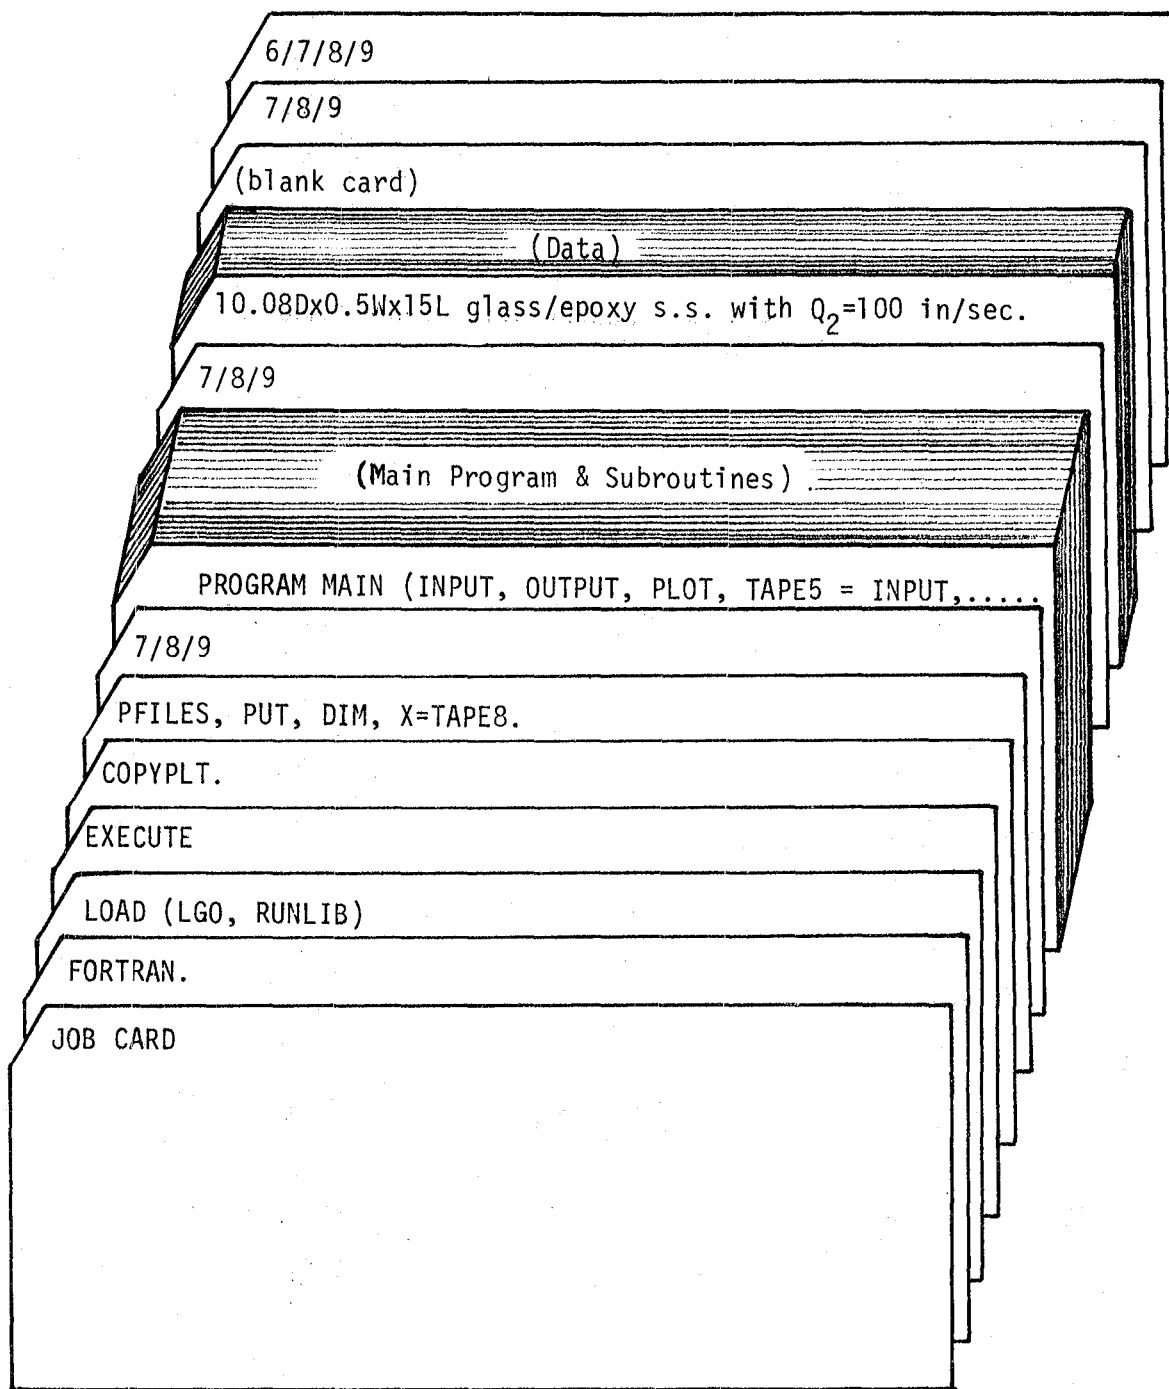 6/7/8/9
7/8/9
(blank card)
(Data)
10.08Dx0.5Wx15L glass/epoxy s.s. with Q₂=100 in/sec.
7/8/9
(Main Program & Subroutines)
PROGRAM MAIN (INPUT, OUTPUT, PLOT, TAPE5 = INPUT,.....
7/8/9
PFILES, PUT, DIM, X=TAPE8.
COPYPLT.
EXECUTE
LOAD (LGO, RUNLIB)
FORTRAN.
JOB CARD